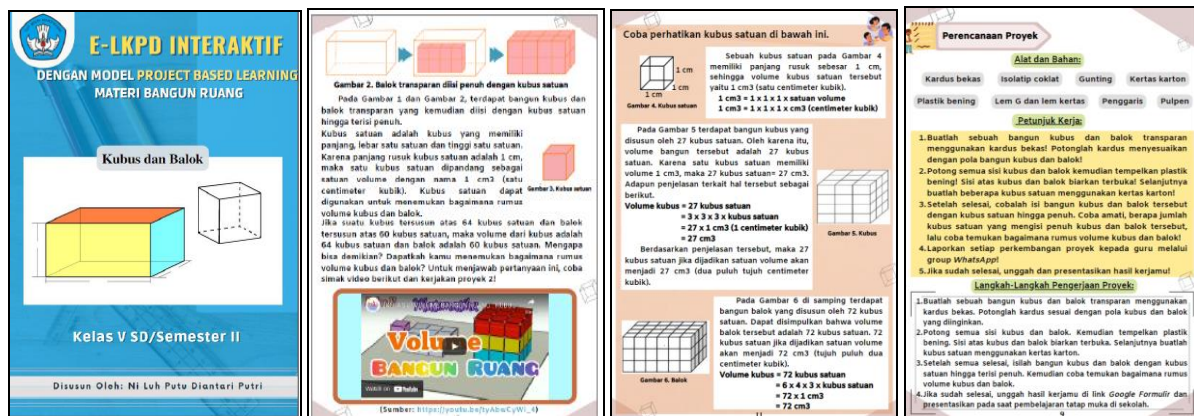 E-LKPD INTERAKTIF
DENGAN MODEL PROJECT BASED LEARNING
MATERI BANGUN RUANG
Kubus dan Balok
Kelas V SD/Semester II
Disusun Oleh: Ni Luh Putu Diantari Putri
Gambar 2. Balok transparan diisi penuh dengan kubus satuan
Pada Gambar 1 dan Gambar 2, terdapat bangun kubus dan
balok transparan yang kemudian diisi dengan kubus satuan
hingga terisi penuh.
Kubus satuan adalah kubus yang memiliki
panjang, lebar satuan dan tinggi satu satuan.
Karena panjang rusuk kubus satuan adalah 1 cm,
maka satu kubus satuan dipandang sebagai
satuan volume dengan nama 1 cm3 (satu
centimeter kubik). Kubus satuan dapat
digunakan untuk menemukan bagaimana rumus
volume kubus dan balok.
Gambar 3. Kubus satuan
Jika suatu kubus tersusun atas 64 kubus satuan dan balok
tersusun atas 60 kubus satuan, maka volume dari kubus adalah
64 kubus satuan dan balok adalah 60 kubus satuan. Mengapa
bisa demikian? Dapatkah kamu menemukan bagaimana rumus
volume kubus dan balok? Untuk menjawab pertanyaan ini, coba
simak video berikut dan kerjakan proyek 2!
Volume
BANGUN RUANG
Watch on YouTube
(Sumber: https://youtu.be/
Coba perhatikan kubus satuan di bawah ini.
1 cm
1 cm
1 cm
Gambar 4. Kubus satuan
Sebuah kubus satuan pada Gambar 4
memiliki panjang rusuk sebesar 1 cm,
sehingga volume kubus satuan tersebut
yaitu 1 cm3 (satu centimeter kubik).
1 cm3 = 1 x 1 x 1 x satuan volume
1 cm3 = 1 x 1 x 1 x cm3 (centimeter kubik)
Pada Gambar 5 terdapat bangun kubus yang
disusun oleh 27 kubus satuan. Oleh karena itu,
volume bangun tersebut adalah 27 kubus
satuan. Karena satu kubus satuan memiliki
volume 1 cm3, maka 27 kubus satuan= 27 cm3.
Adapun penjelasan terkait hal tersebut sebagai
berikut.
Volume kubus = 27 kubus satuan
= 3 x 3 x 3 x kubus satuan
= 27 x 1 cm3 (1 centimeter kubik)
= 27 cm3
Gambar 5. Kubus
Berdasarkan penjelasan tersebut, maka 27
kubus satuan jika dijadikan satuan volume akan
menjadi 27 cm3 (dua puluh tujuh centimeter
kubik).
Pada Gambar 6 di samping terdapat
bangun balok yang disusun oleh 72 kubus
satuan. Dapat disimpulkan bahwa volume
balok tersebut adalah 72 kubus satuan. 72
kubus satuan jika dijadikan satuan volume
akan menjadi 72 cm3 (tujuh puluh dua
centimeter kubik).
Volume kubus = 72 kubus satuan
= 6 x 4 x 3 x kubus satuan
= 72 x 1 cm3
= 72 cm3
Gambar 6. Balok
11
Perencanaan Proyek
Alat dan Bahan:
Kardus bekas Isolatip coklat Gunting Kertas karton
Plastik bening Lem G dan lem kertas Penggaris Pulpen
Petunjuk Kerja:
1.Buatlah sebuah bangun kubus dan balok transparan
menggunakan kardus bekas! Potonglah kardus menyesuaikan
dengan pola bangun kubus dan balok!
2.Potong semua sisi kubus dan balok kemudian tempelkan plastik
bening! Sisi atas kubus dan balok biarkan terbuka! Selanjutnya
buatlah beberapa kubus satuan menggunakan kertas karton!
3.Setelah selesai, cobalah isi bangun kubus dan balok tersebut
dengan kubus satuan hingga penuh. Coba amati, berapa jumlah
kubus satuan yang mengisi penuh kubus dan balok tersebut,
lalu coba temukan bagaimana rumus volume kubus dan balok!
4.Laporkan setiap perkembangan proyek kepada guru melalui
group WhatsApp!
5.Jika sudah selesai, unggah dan presentasikan hasil kerjamu!
Langkah-Langkah Pengerjaan Proyek:
1.Buatlah sebuah bangun kubus dan balok transparan menggunakan
kardus bekas. Potonglah kardus sesuai dengan pola kubus dan balok
yang diinginkan.
2.Potong semua sisi kubus dan balok. Kemudian tempelkan plastik
bening. Sisi atas kubus dan balok biarkan terbuka. Selanjutnya buatlah
kubus satuan menggunakan kertas karton.
3.Setelah semua selesai, isilah bangun kubus dan balok dengan kubus
satuan hingga terisi penuh. Kemudian coba temukan bagaimana rumus
volume kubus dan balok.
4.Jika sudah selesai, unggah hasil kerjamu di link Google Formulir dan
presentasikan pada saat pembelajaran tatap muka di sekolah.
9